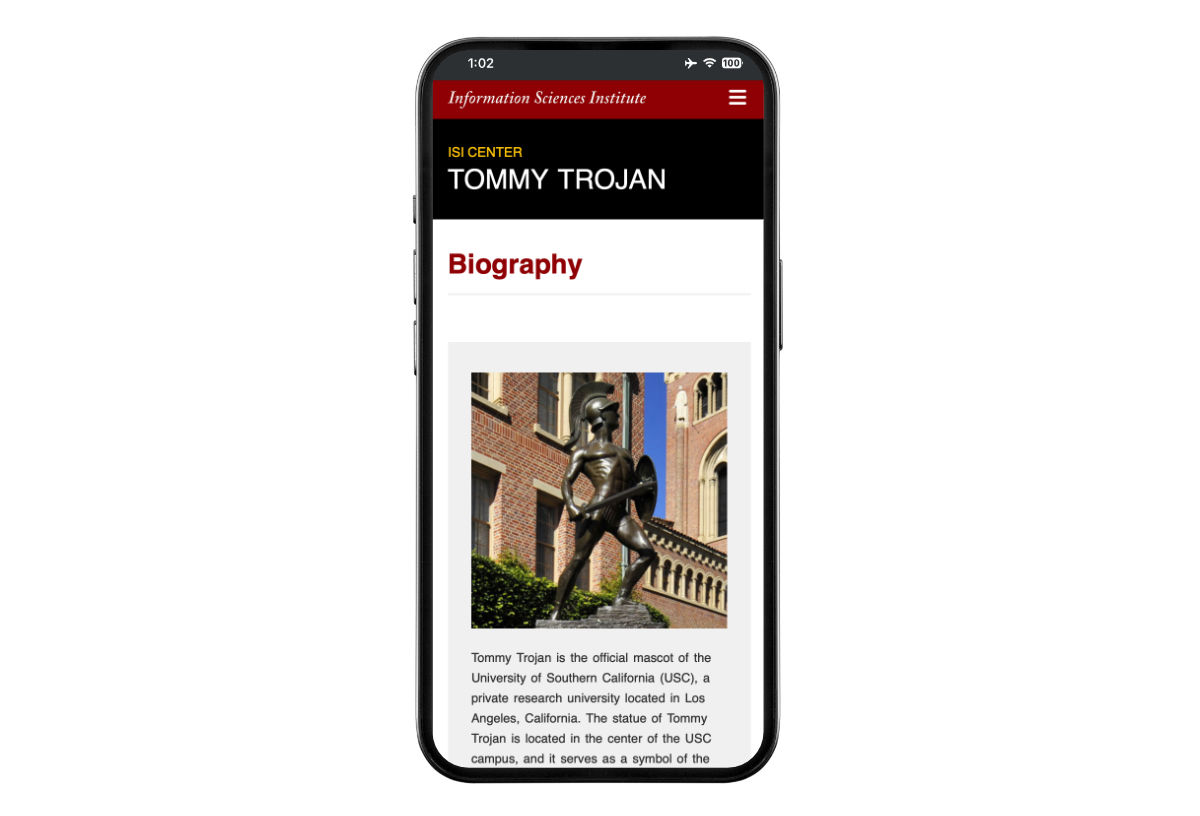 1:02
100
Information Sciences Institute
ISI CENTER
TOMMY TROJAN
Biography
Tommy Trojan is the official mascot of the
University of Southern California (USC), a
private research university located in Los
Angeles, California. The statue of Tommy
Trojan is located in the center of the USC
campus, and it serves as a symbol of the